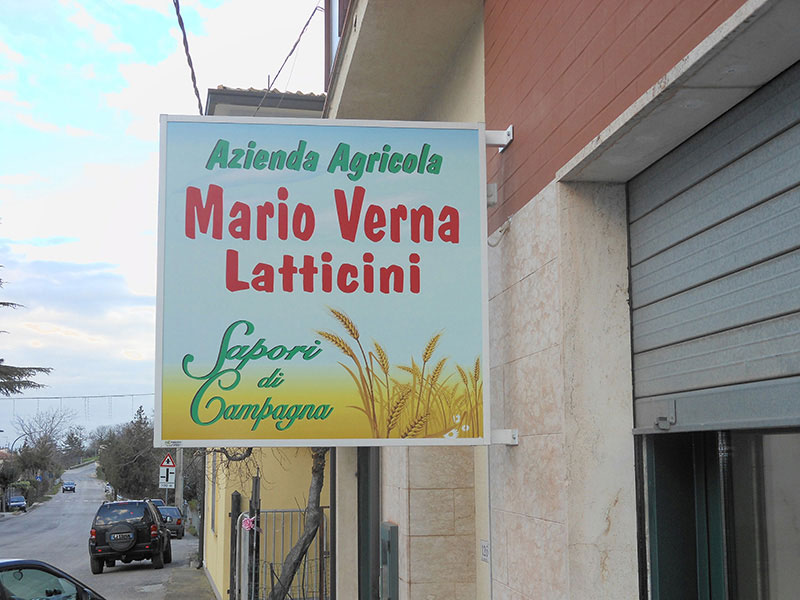 Azienda Agricola
Mario Verna
Latticini
Sapori
di
Campagna